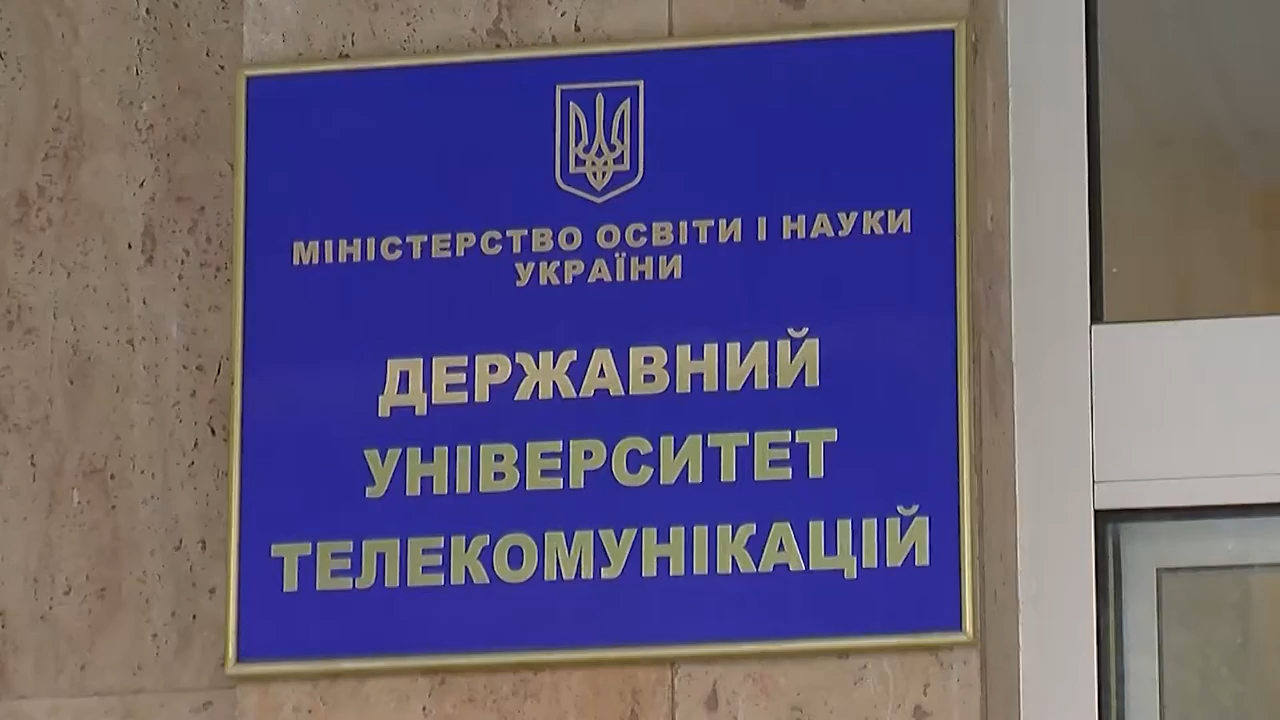 МІНІСТЕРСТВО ОСВІТИ І НАУКИ
УКРАЇНИ
ДЕРЖАВНИЙ
УНІВЕРСИТЕТ
ТЕЛЕКОМУНІКАЦІЙ